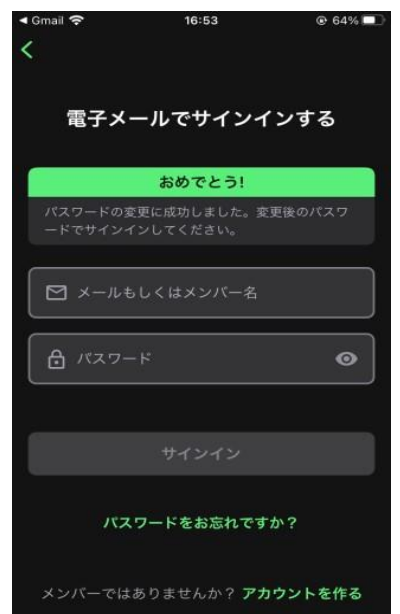 ◀ Gmail 16:53 64%
電子メールでサインインする
おめでとう!
パスワードの変更に成功しました。変更後のパスワ
ードでサインインしてください。
メールもしくはメンバー名
パスワード
サインイン
パスワードをお忘れですか？
メンバーではありませんか？ アカウントを作る